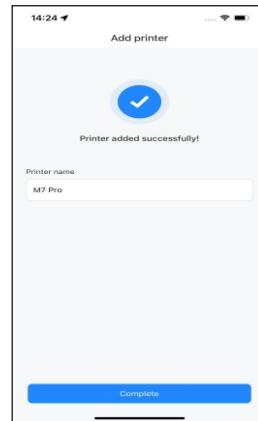 14:24
Add printer
Printer added successfully!
Printer name
M7 Pro
Complete